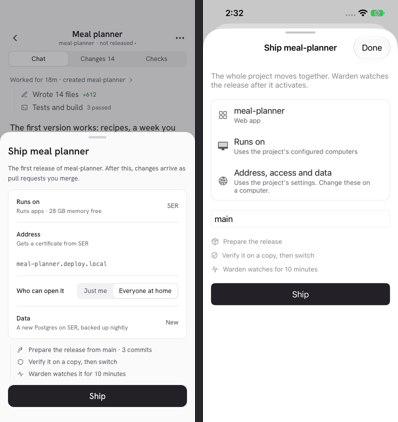 Meal planner
meal-planner · not released ›
Chat
Changes 14
Checks
Worked for 18m · created meal-planner ›
Wrote 14 files +612
Tests and build 3 passed
The first version works: recipes, a week you
Ship meal planner
The first release of meal-planner. After this, changes arrive as
pull requests you merge.
Runs on
Runs apps · 28 GB memory free
SER
Address
Gets a certificate from SER
meal-planner.deploy.local
Who can open it
Just me
Everyone at home
Data
A new Postgres on SER, backed up nightly
New
Prepare the release from main · 3 commits
Verify it on a copy, then switch
Warden watches it for 10 minutes
Ship
2:32
Ship meal-planner
Done
The whole project moves together. Warden watches
the release after it activates.
meal-planner
Web app
Runs on
Uses the project's configured computers
Address, access and data
Uses the project's settings. Change these on
a computer.
main
Prepare the release
Verify it on a copy, then switch
Warden watches for 10 minutes
Ship